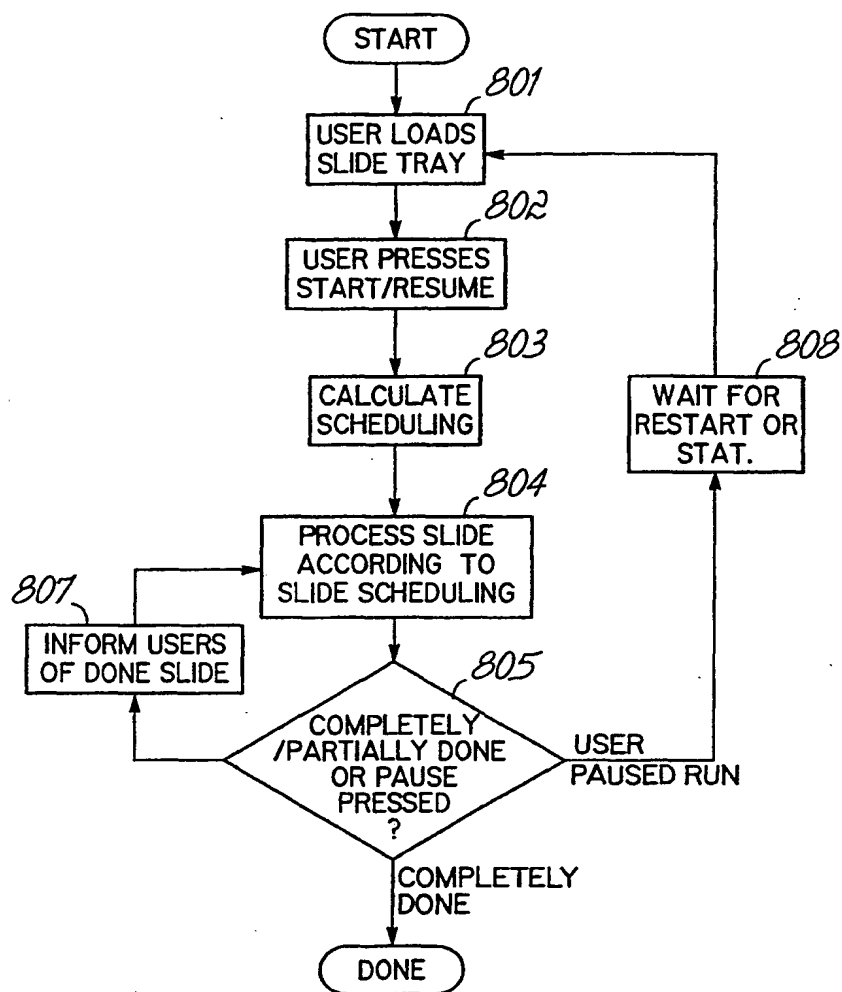 START
801
USER LOADS
SLIDE TRAY
802
USER PRESSES
START/RESUME
803
CALCULATE
SCHEDULING
808
WAIT FOR
RESTART OR
STAT.
804
PROCESS SLIDE
ACCORDING TO
SLIDE SCHEDULING
807
INFORM USERS
OF DONE SLIDE
805
COMPLETELY
/PARTIALLY DONE
OR PAUSE
PRESSED
?
USER
PAUSED RUN
COMPLETELY
DONE
DONE